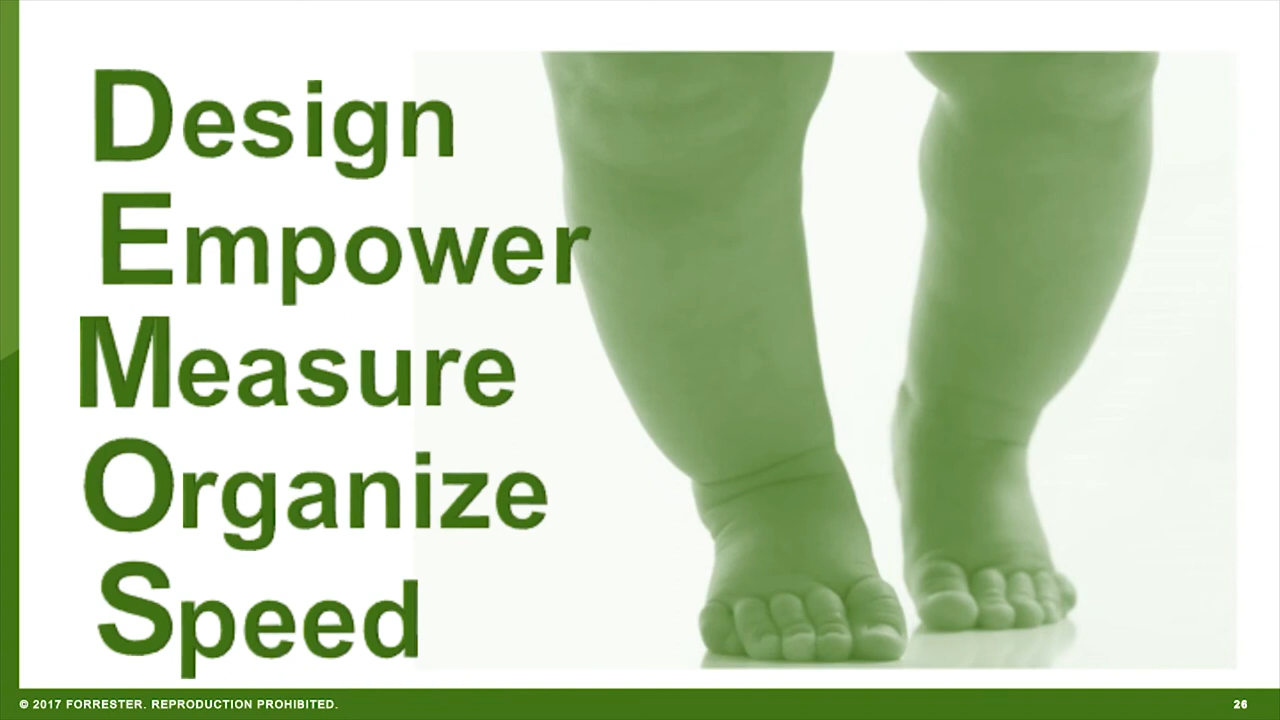 Design
Empower
Measure
Organize
Speed
© 2017 FORRESTER. REPRODUCTION PROHIBITED.
26